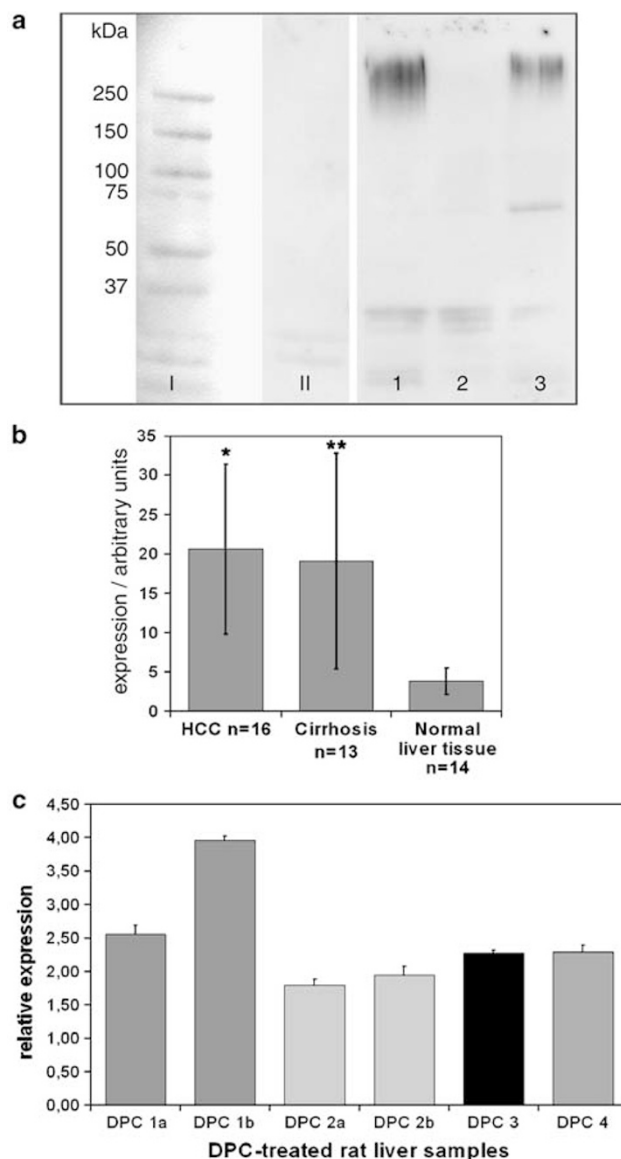 a
kDa
250
150
100
75
50
37
I II 1 2 3
b
expression / arbitrary units
35
30
25
20
15
10
5
0
*
**
HCC n=16
Cirrhosis
n=13
Normal
liver tissue
n=14
c
relative expression
4,50
4,00
3,50
3,00
2,50
2,00
1,50
1,00
0,50
0,00
DPC 1a DPC 1b DPC 2a DPC 2b DPC 3 DPC 4
DPC-treated rat liver samples